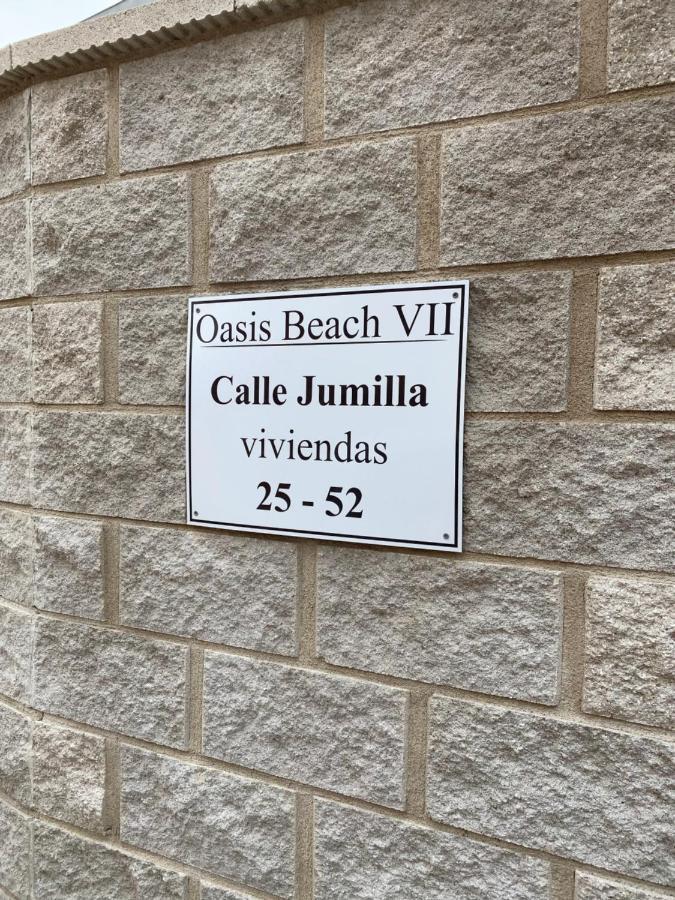 Oasis Beach VII
Calle Jumilla
viviendas
25 - 52